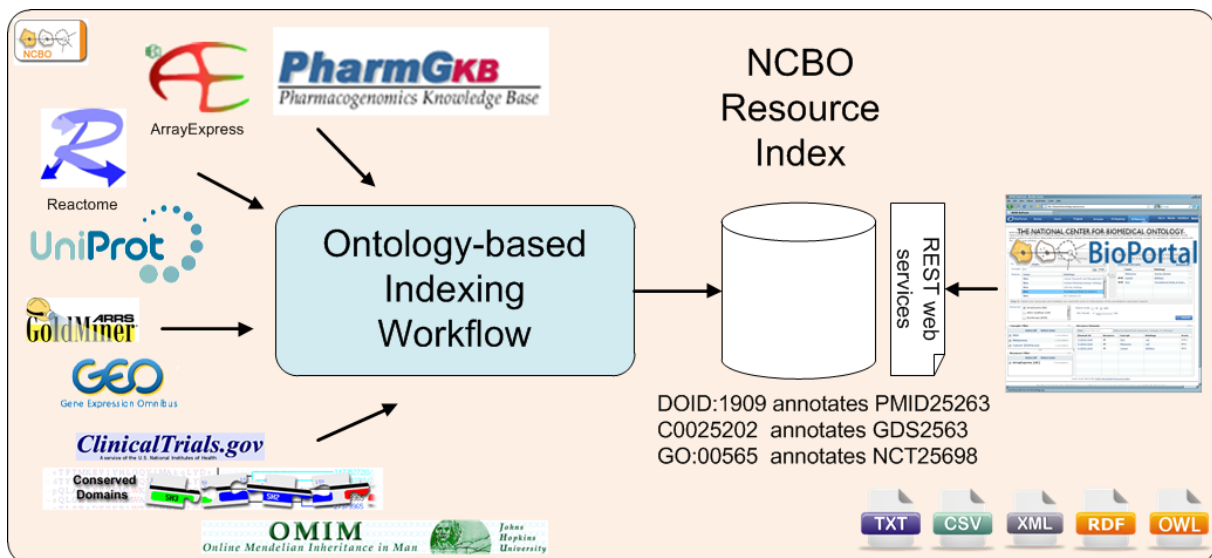 NCBO
PharmGKB
Pharmacogenomics Knowledge Base
ArrayExpress
Reactome
UniProt
ARRS
GoldMiner
GEO
Gene Expression Omnibus
ClinicalTrials.gov
A service of the U.S. National Institutes of Health
Conserved
Domains
SH3
SH2
OMIM
Online Mendelian Inheritance in Man
Johns
Hopkins
University
Ontology-based
Indexing
Workflow
NCBO
Resource
Index
REST web
services
THE NATIONAL CENTER FOR BIOMEDICAL ONTOLOGY
BioPortal
DOID:1909 annotates PMID25263
C0025202 annotates GDS2563
GO:00565 annotates NCT25698
TXT
CSV
XML
RDF
OWL